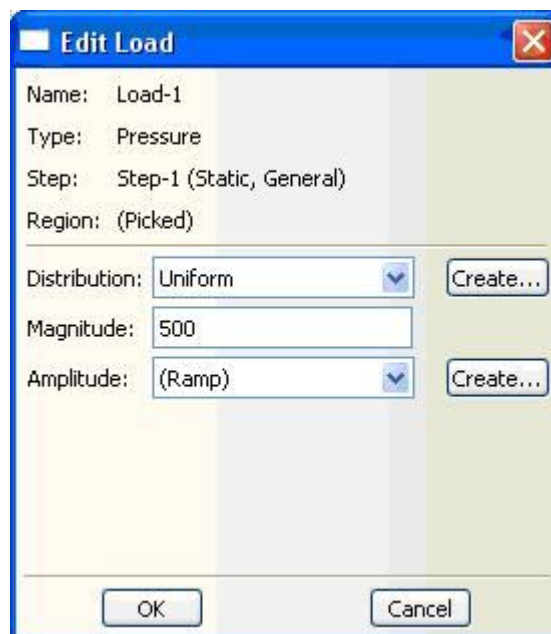 Edit Load
Name: Load-1
Type: Pressure
Step: Step-1 (Static, General)
Region: (Picked)
Distribution: Uniform Create...
Magnitude: 500
Amplitude: (Ramp) Create...
OK Cancel